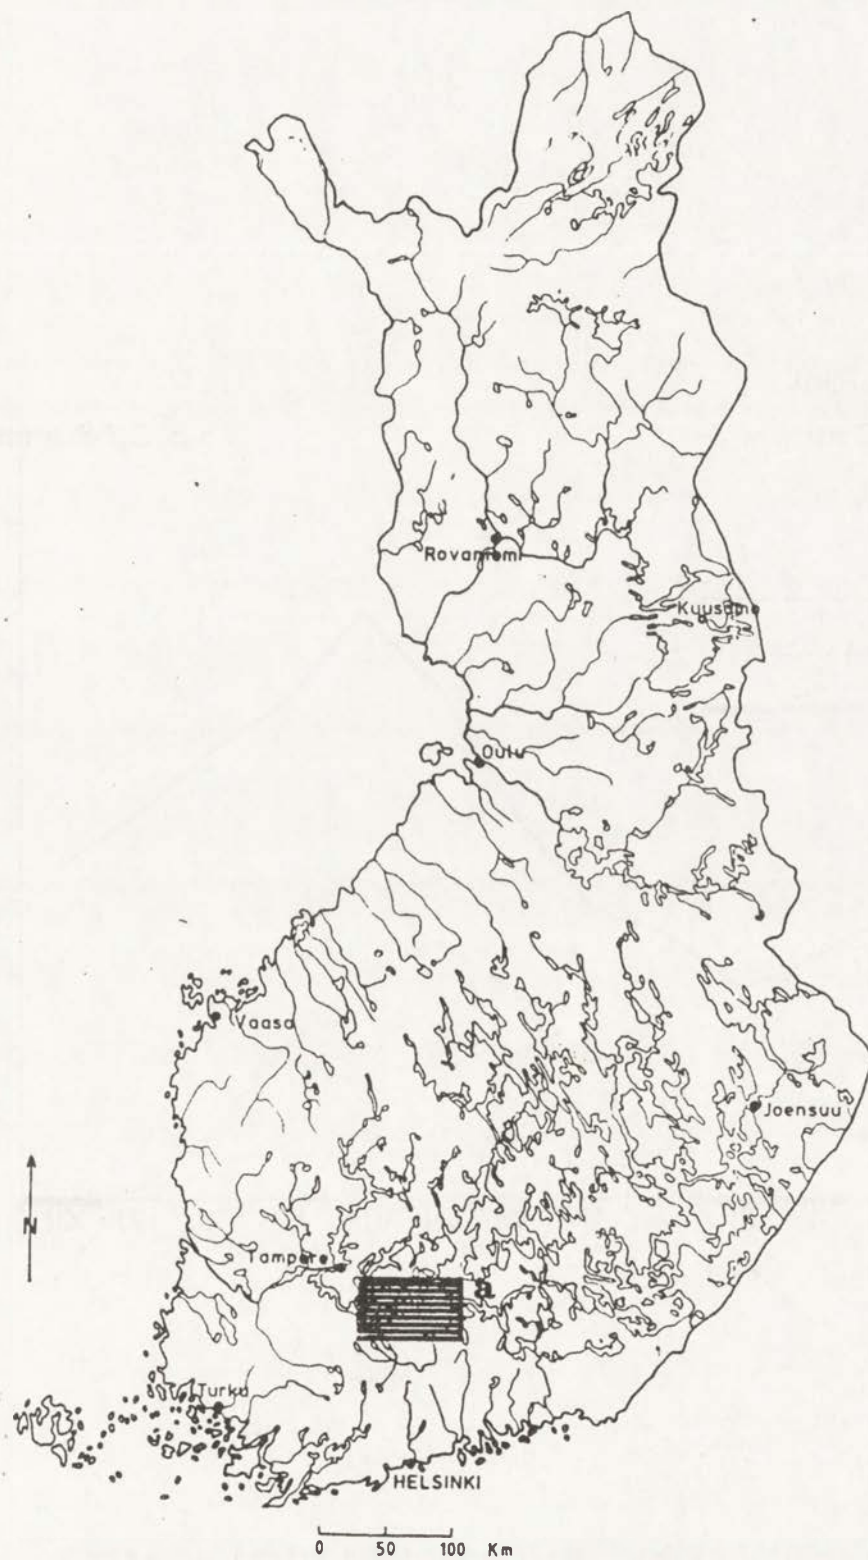 Rovaniemi
Kuusamo
Oulu
Vaasa
Joensuu
N
Tampere
a
Turku
HELSINKI
0 50 100 Km